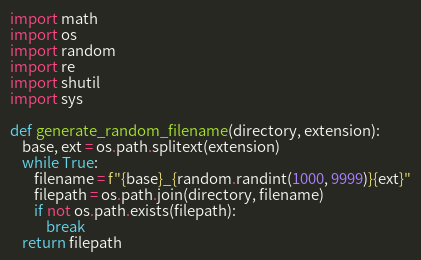 import math
import os
import random
import re
import shutil
import sys

def generate_random_filename(directory, extension):
    base, ext = os.path.splitext(extension)
    while True:
        filename = f"{base}_{random.randint(1000, 9999)}{ext}"
        filepath = os.path.join(directory, filename)
        if not os.path.exists(filepath):
            break
    return filepath